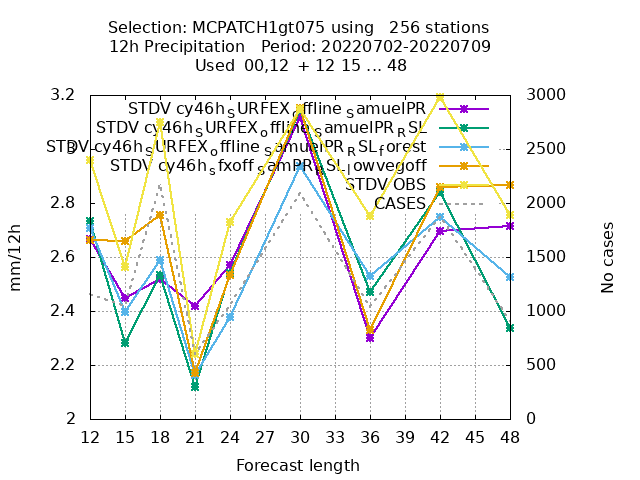 Selection: MCPATCH1gt075 using   256 stations
12h Precipitation   Period: 20220702-20220709
Used  00,12  + 12 15 ... 48
3.2
3
2.8
2.6
2.4
2.2
2
mm/12h
3000
2500
2000
1500
1000
500
0
No cases
STDV cy46h_SURFEX_offline_samuelPR
STDV cy46h_SURFEX_offline_samuelPR_RSL
STDV cy46h_SURFEX_offline_samuelPR_RSL_forest
STDV cy46h_sfxoff_samPR_RSL_lowvegoff
STDV OBS
CASES
12 15 18 21 24 27 30 33 36 39 42 45 48
Forecast length